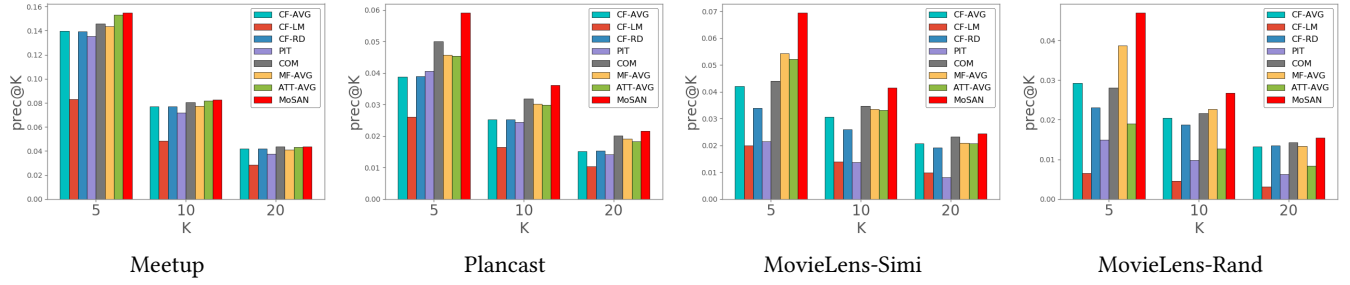 prec@K
0.16
0.14
0.12
0.10
0.08
0.06
0.04
0.02
0.00
5 10 20
K
CF-AVG
CF-LM
CF-RD
PIT
COM
MF-AVG
ATT-AVG
MoSAN
Meetup
prec@K
0.06
0.05
0.04
0.03
0.02
0.01
0.00
5 10 20
K
CF-AVG
CF-LM
CF-RD
PIT
COM
MF-AVG
ATT-AVG
MoSAN
Plancast
prec@K
0.07
0.06
0.05
0.04
0.03
0.02
0.01
0.00
5 10 20
K
CF-AVG
CF-LM
CF-RD
PIT
COM
MF-AVG
ATT-AVG
MoSAN
MovieLens-Simi
prec@K
0.04
0.03
0.01
0.00
5 10 20
K
CF-AVG
CF-LM
CF-RD
PIT
COM
MF-AVG
ATT-AVG
MoSAN
MovieLens-Rand